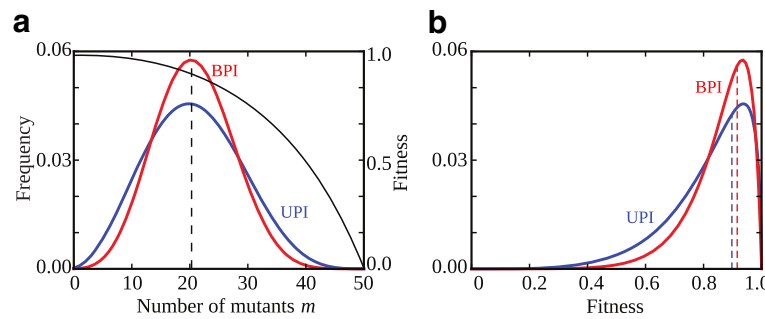 a
b
0.06
0.03
0.00
Frequency
BPI
UPI
1.0
0.5
0.0
Fitness
0 10 20 30 40 50
Number of mutants m
0.06
0.03
0.00
BPI
UPI
0 0.2 0.4 0.6 0.8 1.0
Fitness